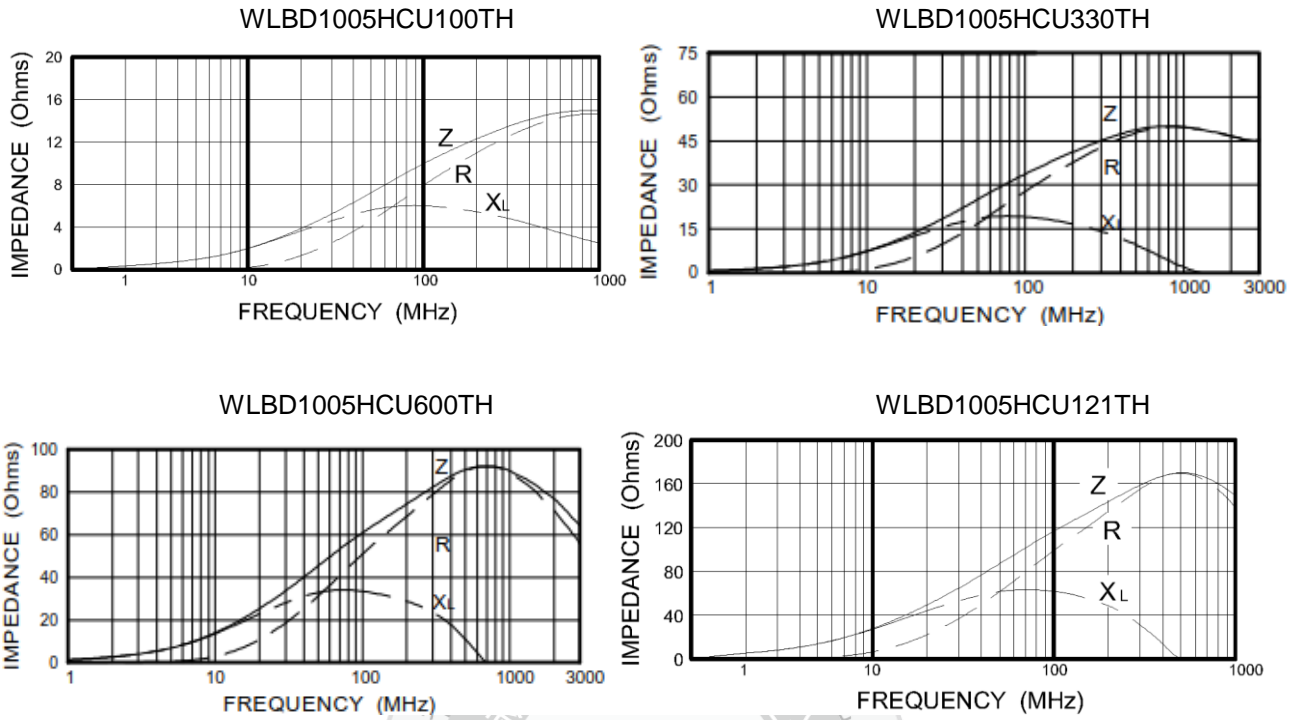 WLBD1005HCU100TH
IMPEDANCE (Ohms)
20
16
12
8
4
0
Z
R
XL
1
10
100
1000
FREQUENCY (MHz)
WLBD1005HCU330TH
IMPEDANCE (Ohms)
75
60
45
30
15
0
Z
R
XL
1
10
100
1000
3000
FREQUENCY (MHz)
WLBD1005HCU600TH
IMPEDANCE (Ohms)
100
80
60
40
20
0
Z
R
XL
1
10
100
1000
3000
FREQUENCY (MHz)
WLBD1005HCU121TH
IMPEDANCE (Ohms)
200
160
120
80
40
0
Z
R
XL
1
10
100
1000
FREQUENCY (MHz)